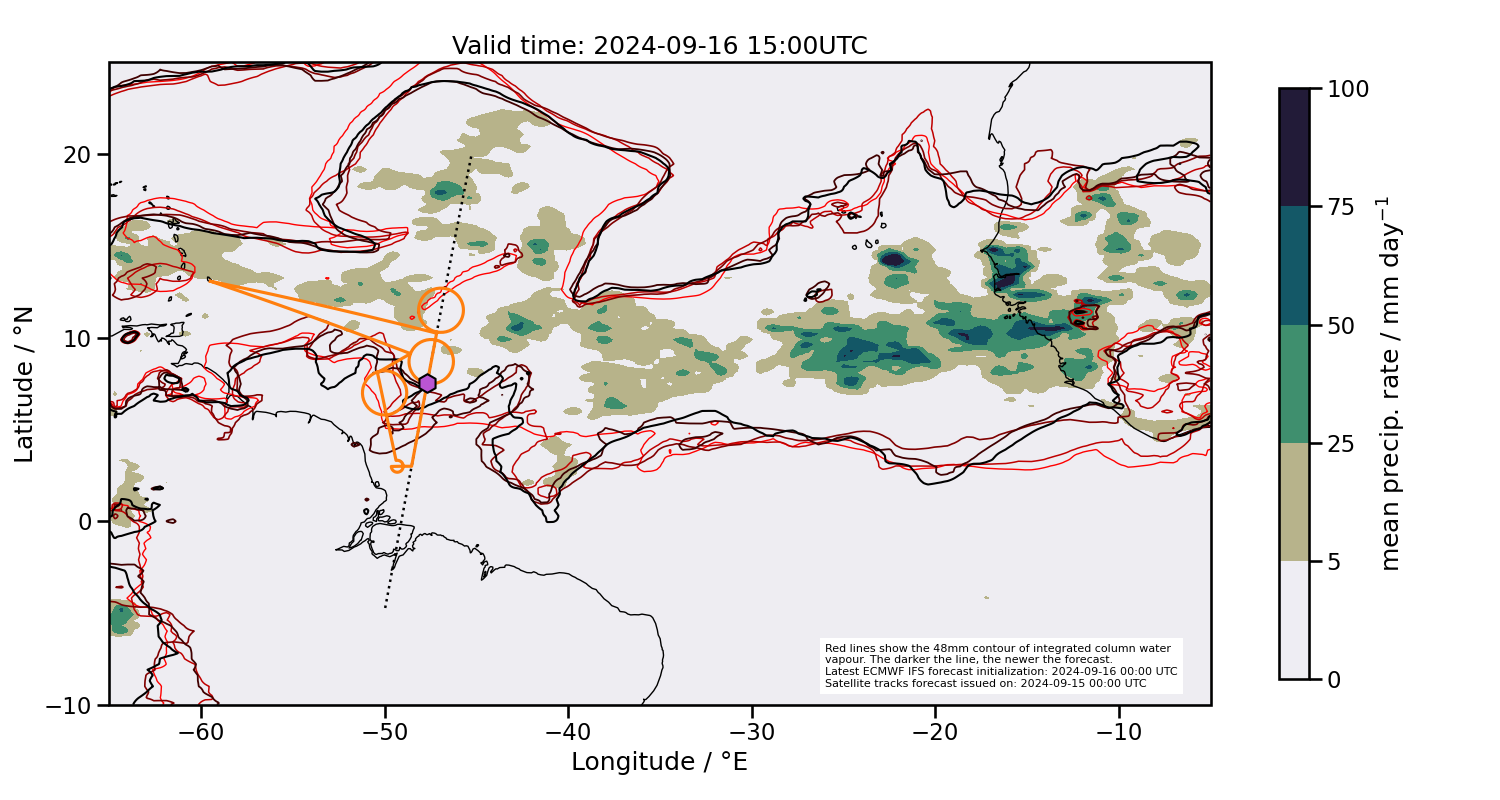 Valid time: 2024-09-16 15:00UTC
Latitude / °N
20
10
0
−10
−60
−50
−40
−30
−20
−10
Longitude / °E
Red lines show the 48mm contour of integrated column water
vapour. The darker the line, the newer the forecast.
Latest ECMWF IFS forecast initialization: 2024-09-16 00:00 UTC
Satellite tracks forecast issued on: 2024-09-15 00:00 UTC
100
75
50
25
5
0
mean precip. rate / mm day⁻¹